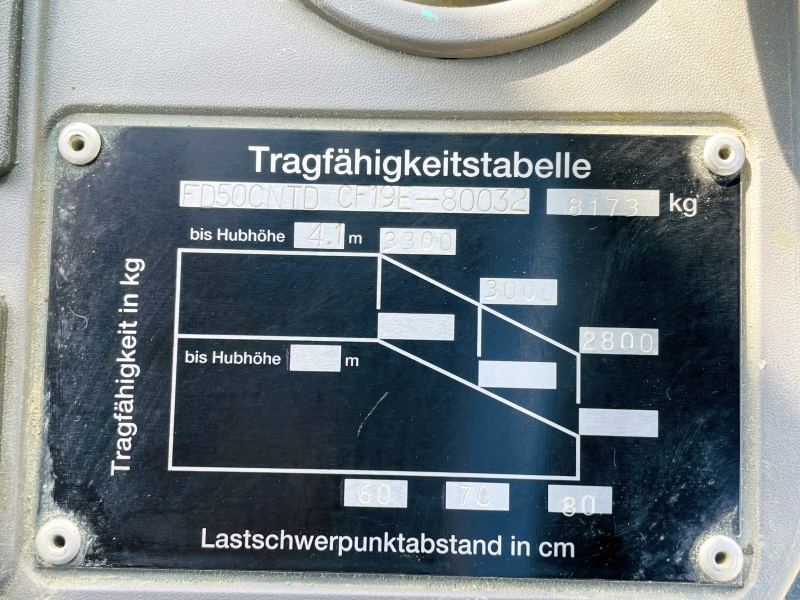 Tragfähigkeitstabelle
FD50CNTD CF19E-80032 8173 kg
bis Hubhöhe 4.1 m 3300
3000
2800
bis Hubhöhe m
Tragfähigkeit in kg
60 70 80
Lastschwerpunktabstand in cm